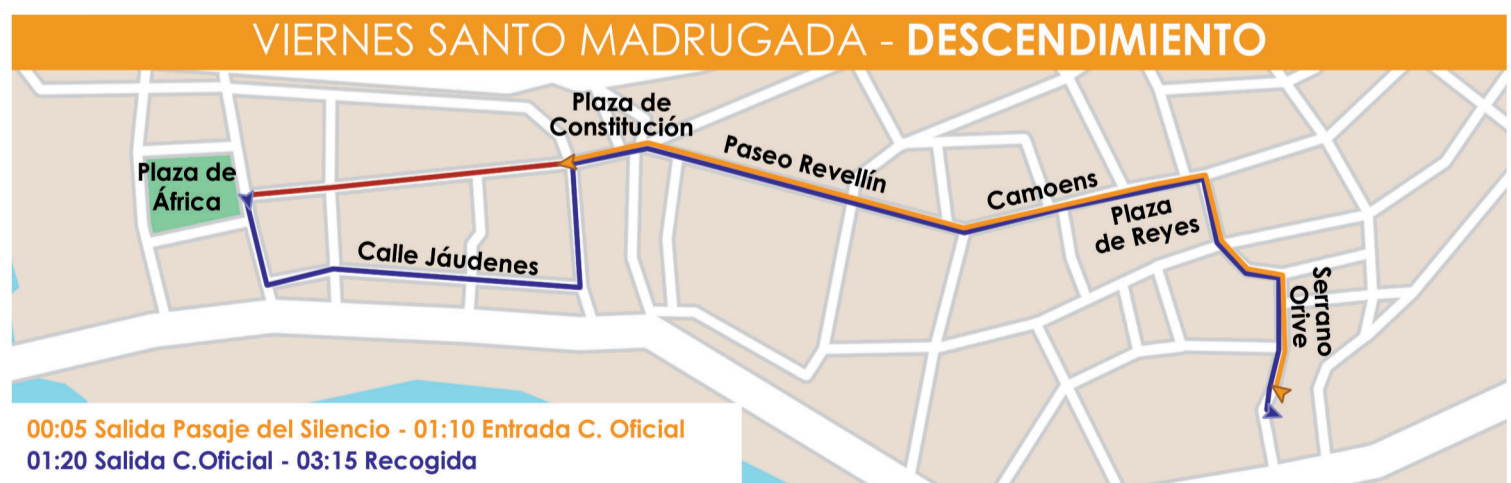 VIERNES SANTO MADRUGADA - DESCENDIMIENTO
Plaza de
Constitución
Paseo Revellín
Plaza de
África
Camoens
Plaza
de Reyes
Calle Jáudenes
Serrano
Orive
00:05 Salida Pasaje del Silencio - 01:10 Entrada C. Oficial
01:20 Salida C.Oficial - 03:15 Recogida